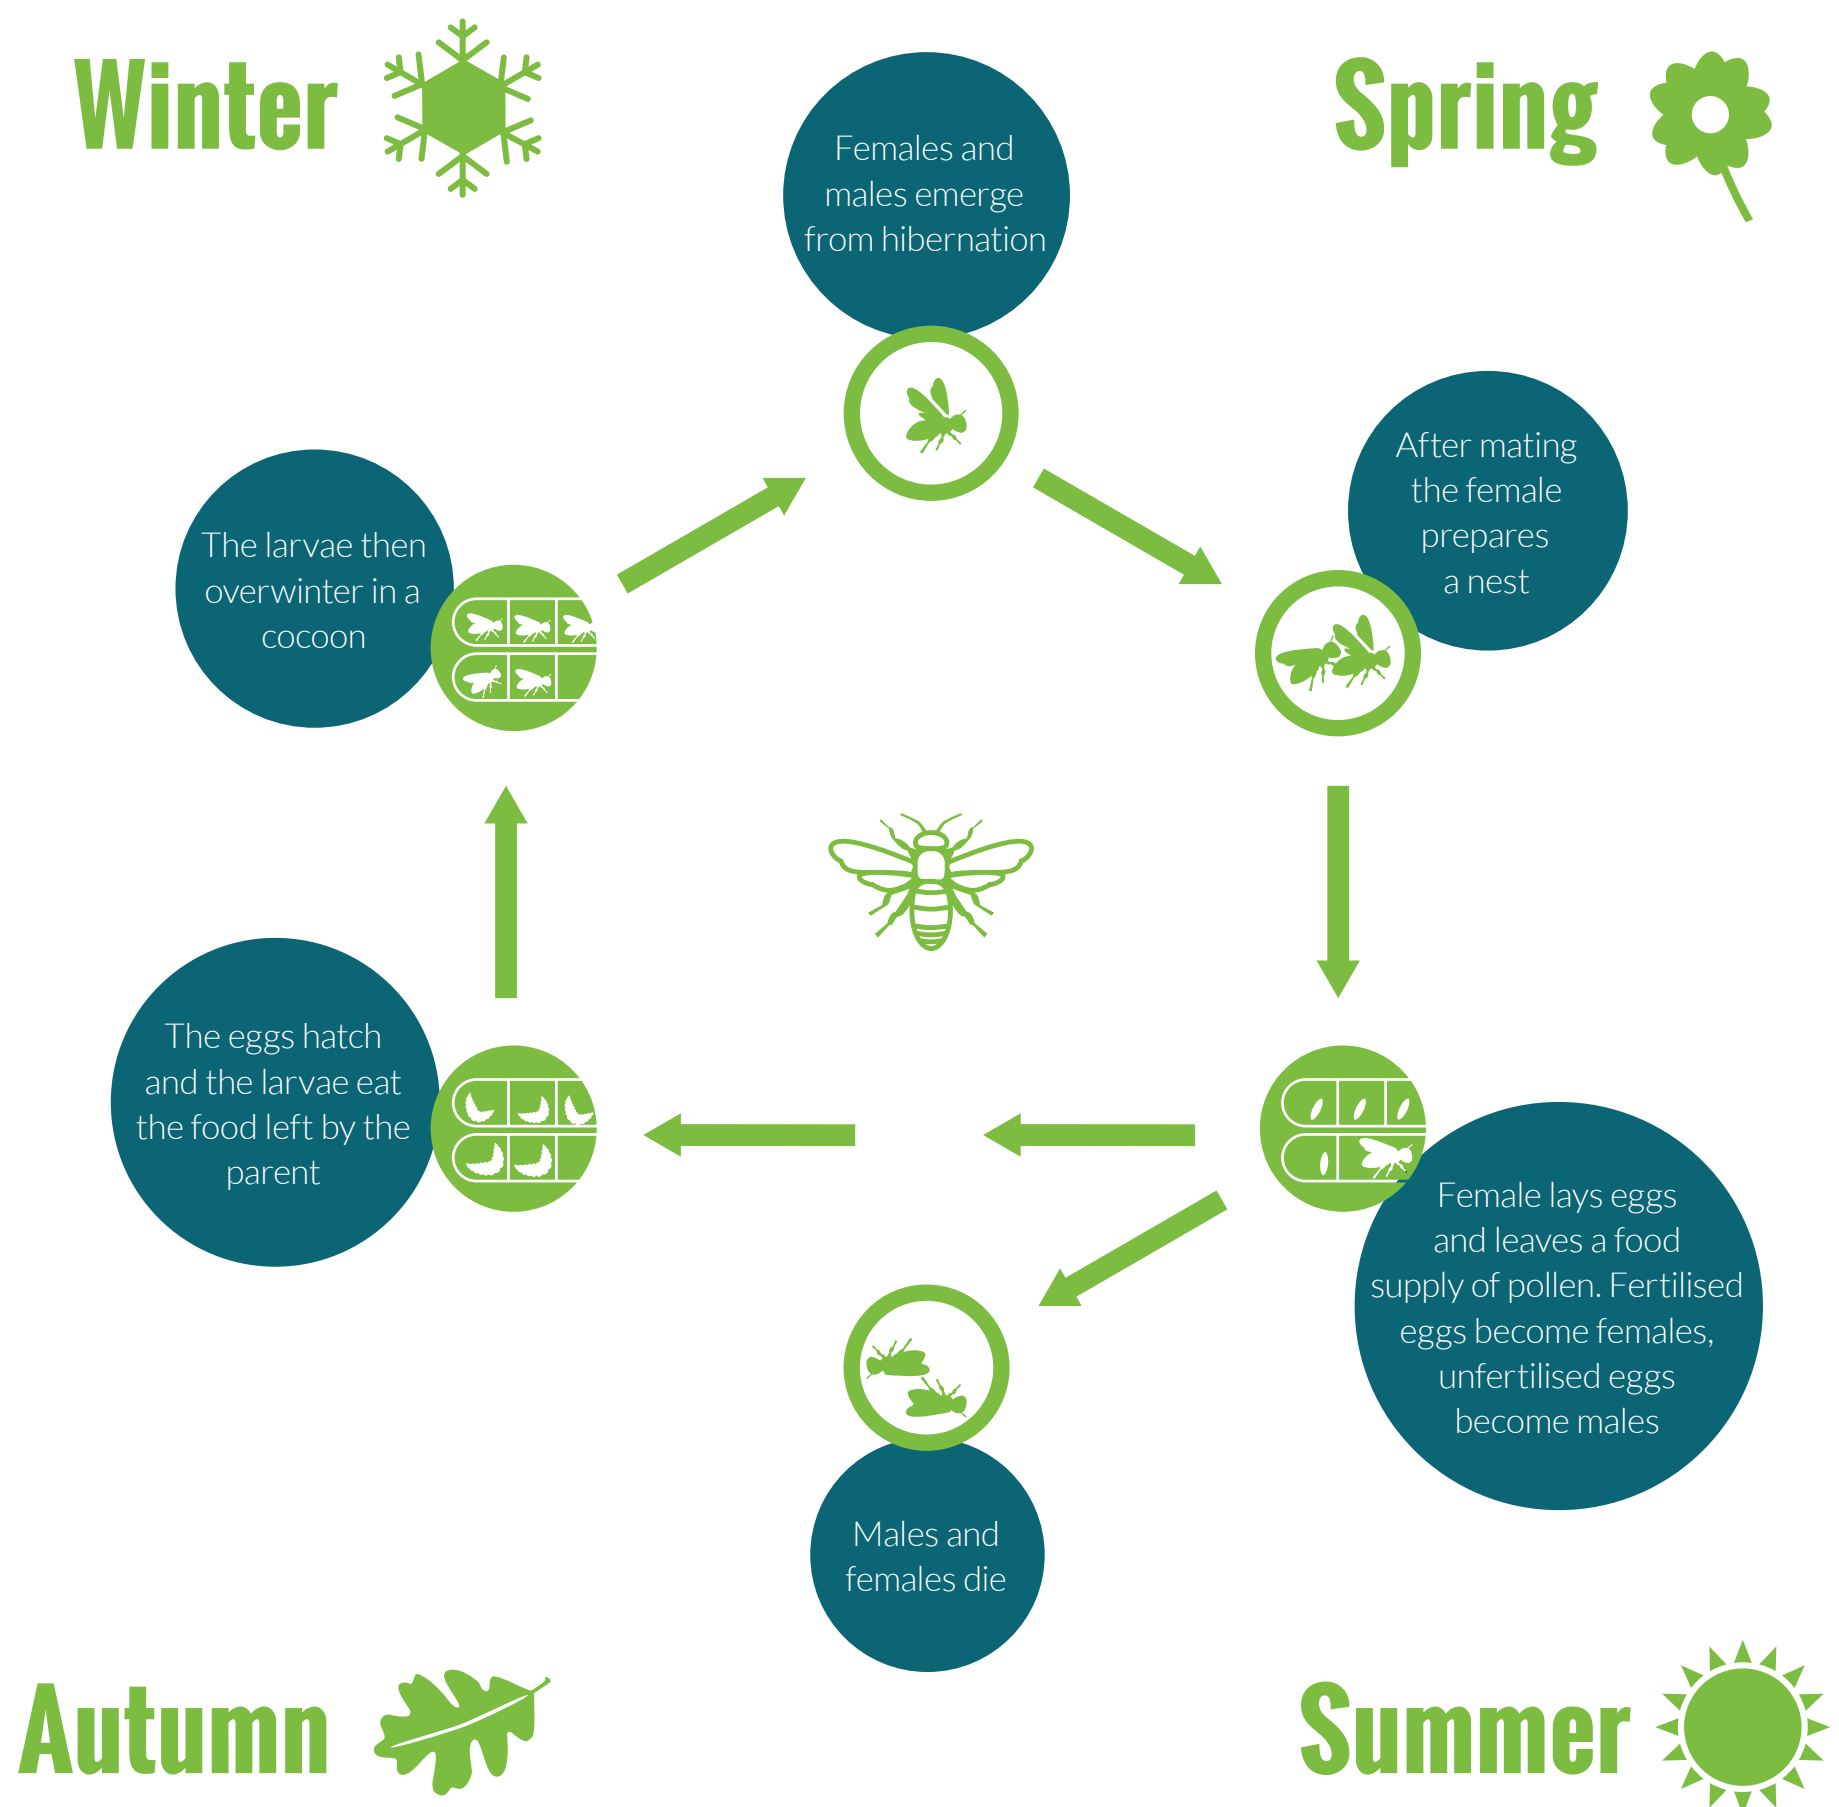 Winter
Spring
Females and
males emerge
from hibernation
After mating
the female
prepares
a nest
The larvae then
overwinter in a
cocoon
The eggs hatch
and the larvae eat
the food left by the
parent
Female lays eggs
and leaves a food
supply of pollen. Fertilised
eggs become females,
unfertilised eggs
become males
Males and
females die
Autumn
Summer